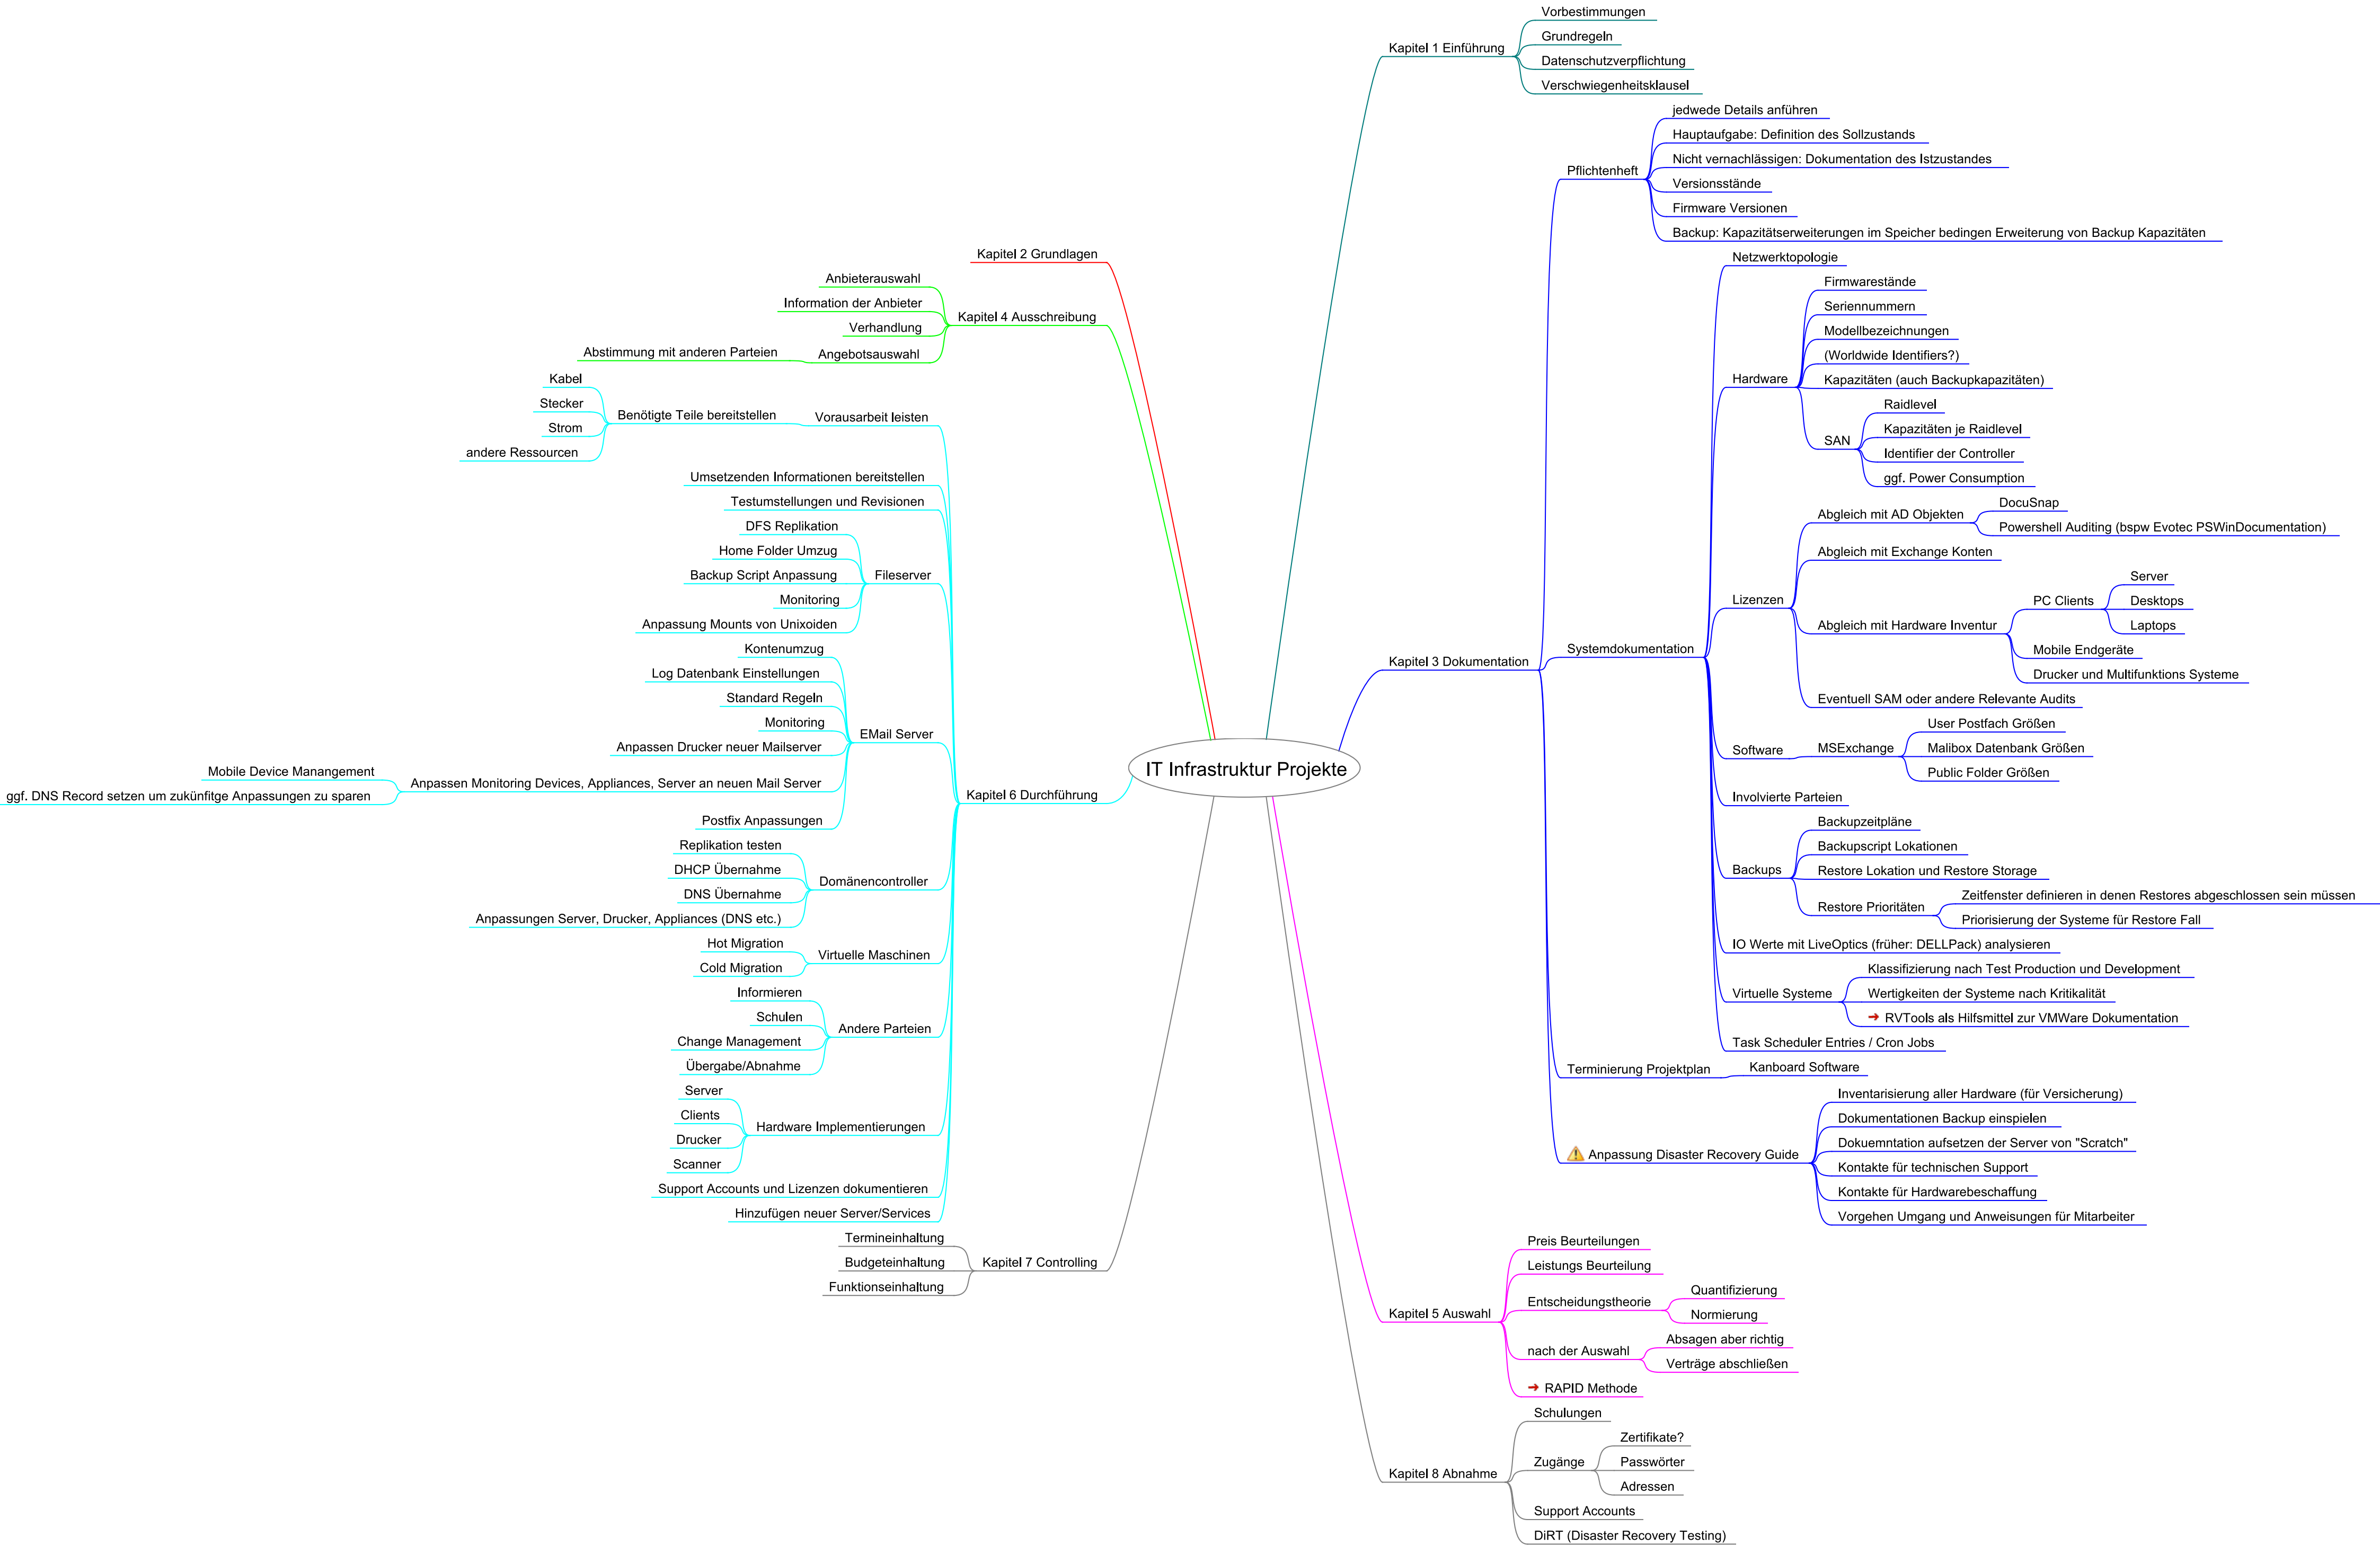 IT Infrastruktur Projekte
Kapitel 1 Einführung
Vorbestimmungen
Grundregeln
Datenschutzverpflichtung
Verschwiegenheitsklausel
Kapitel 2 Grundlagen
Kapitel 3 Dokumentation
Pflichtenheft
jedwede Details anführen
Hauptaufgabe: Definition des Sollzustands
Nicht vernachlässigen: Dokumentation des Istzustandes
Versionsstände
Firmware Versionen
Backup: Kapazitätserweiterungen im Speicher bedingen Erweiterung von Backup Kapazitäten
Systemdokumentation
Netzwerktopologie
Hardware
Firmwarestände
Seriennummern
Modellbezeichnungen
(Worldwide Identifiers?)
Kapazitäten (auch Backupkapazitäten)
SAN
Raidlevel
Kapazitäten je Raidlevel
Identifier der Controller
ggf. Power Consumption
Lizenzen
Abgleich mit AD Objekten
DocuSnap
Powershell Auditing (bspw Evotec PSWinDocumentation)
Abgleich mit Exchange Konten
Abgleich mit Hardware Inventur
PC Clients
Server
Desktops
Laptops
Mobile Endgeräte
Drucker und Multifunktions Systeme
Eventuell SAM oder andere Relevante Audits
Software
MSExchange
User Postfach Größen
Malibox Datenbank Größen
Public Folder Größen
Involvierte Parteien
Backups
Backupzeitpläne
Backupscript Lokationen
Restore Lokation und Restore Storage
Restore Prioritäten
Zeitfenster definieren in denen Restores abgeschlossen sein müssen
Priorisierung der Systeme für Restore Fall
IO Werte mit LiveOptics (früher: DELLPack) analysieren
Virtuelle Systeme
Klassifizierung nach Test Production und Development
Wertigkeiten der Systeme nach Kritikalität
RVTools als Hilfsmittel zur VMWare Dokumentation
Task Scheduler Entries / Cron Jobs
Terminierung Projektplan
Kanboard Software
Anpassung Disaster Recovery Guide
Inventarisierung aller Hardware (für Versicherung)
Dokumentationen Backup einspielen
Dokuemntation aufsetzen der Server von "Scratch"
Kontakte für technischen Support
Kontakte für Hardwarebeschaffung
Vorgehen Umgang und Anweisungen für Mitarbeiter
Kapitel 4 Ausschreibung
Anbieterauswahl
Information der Anbieter
Verhandlung
Angebotsauswahl
Abstimmung mit anderen Parteien
Kapitel 5 Auswahl
Preis Beurteilungen
Leistungs Beurteilung
Entscheidungstheorie
Quantifizierung
Normierung
nach der Auswahl
Absagen aber richtig
Verträge abschließen
RAPID Methode
Kapitel 6 Durchführung
Vorausarbeit leisten
Benötigte Teile bereitstellen
Kabel
Stecker
Strom
andere Ressourcen
Umsetzenden Informationen bereitstellen
Testumstellungen und Revisionen
Fileserver
DFS Replikation
Home Folder Umzug
Backup Script Anpassung
Monitoring
Anpassung Mounts von Unixoiden
EMail Server
Kontenumzug
Log Datenbank Einstellungen
Standard Regeln
Monitoring
Anpassen Drucker neuer Mailserver
Anpassen Monitoring Devices, Appliances, Server an neuen Mail Server
Mobile Device Manangement
ggf. DNS Record setzen um zukünfitge Anpassungen zu sparen
Postfix Anpassungen
Domänencontroller
Replikation testen
DHCP Übernahme
DNS Übernahme
Anpassungen Server, Drucker, Appliances (DNS etc.)
Virtuelle Maschinen
Hot Migration
Cold Migration
Andere Parteien
Informieren
Schulen
Change Management
Übergabe/Abnahme
Hardware Implementierungen
Server
Clients
Drucker
Scanner
Support Accounts und Lizenzen dokumentieren
Hinzufügen neuer Server/Services
Kapitel 7 Controlling
Termineinhaltung
Budgeteinhaltung
Funktionseinhaltung
Kapitel 8 Abnahme
Schulungen
Zugänge
Zertifikate?
Passwörter
Adressen
Support Accounts
DiRT (Disaster Recovery Testing)